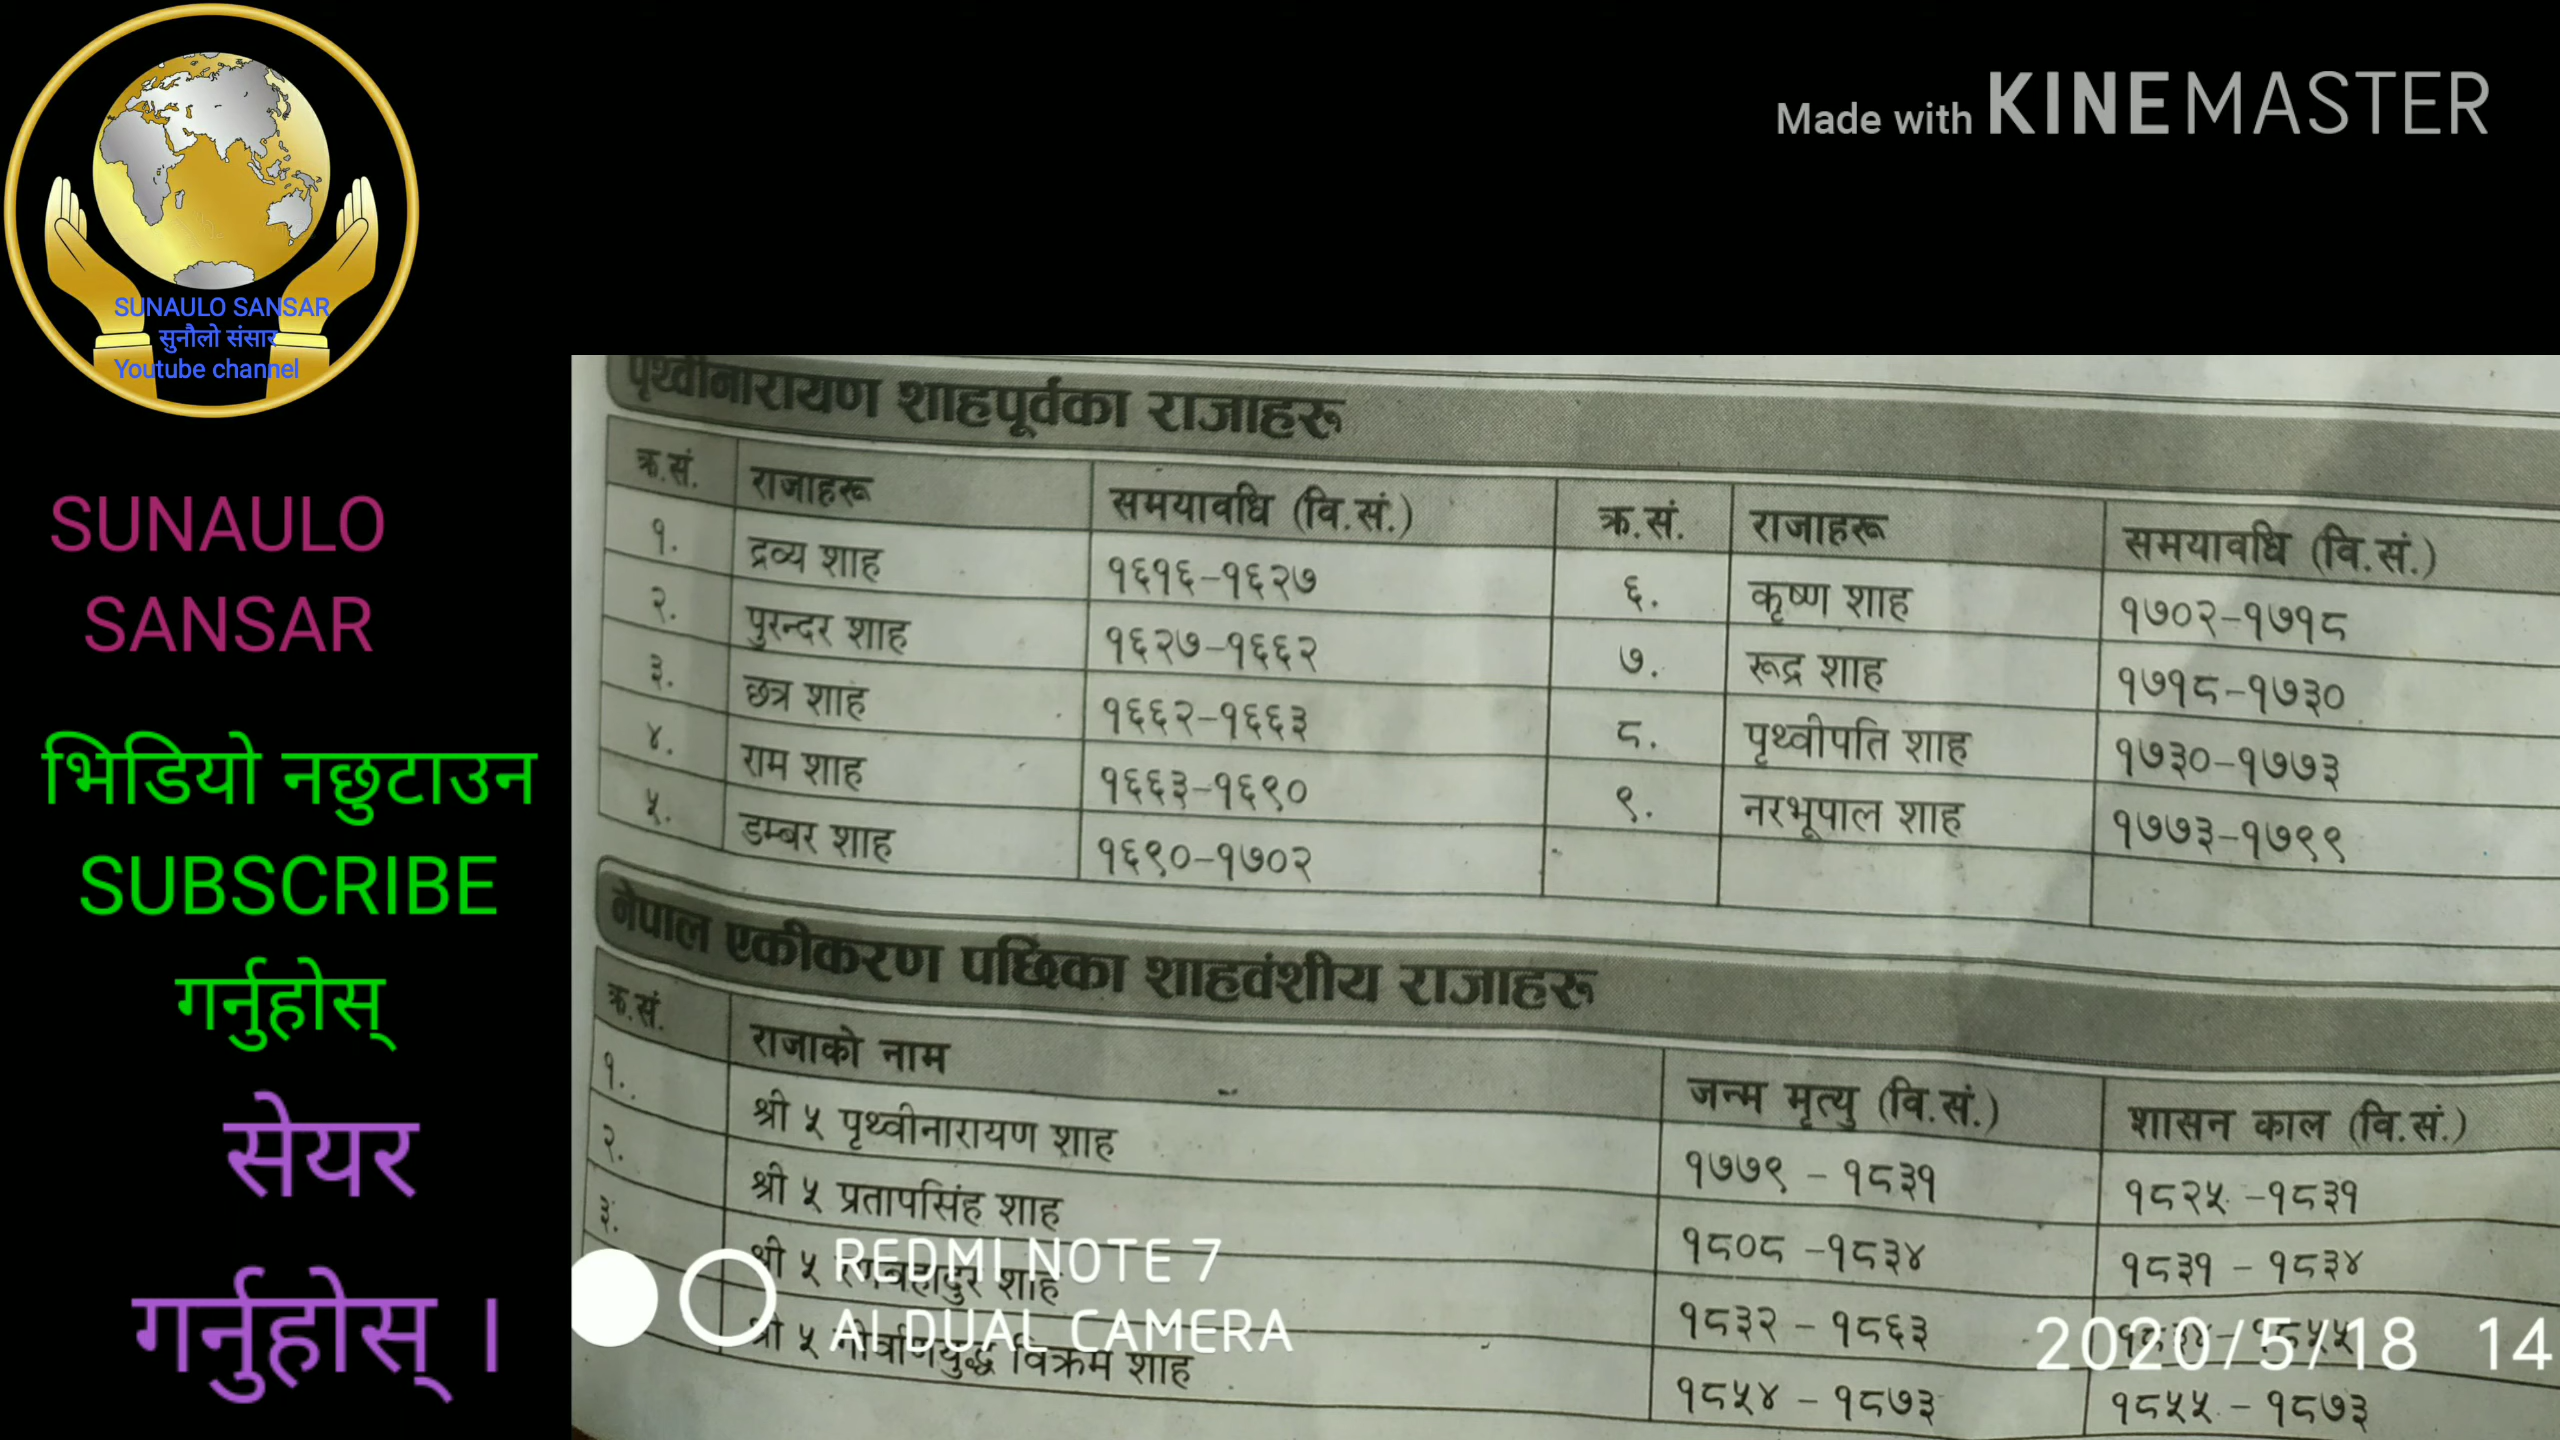 SUNAULO SANSAR
सुनौलो संसार
Youtube channel
Made with KINEMASTER
SUNAULO
SANSAR
भिडियो नछुटाउन
SUBSCRIBE
गर्नुहोस्
सेयर
गर्नुहोस् ।
पृथ्वीनारायण शाहपूर्वका राजाहरू
क्र.सं. राजाहरू समयावधि (वि.सं.) क्र.सं. राजाहरू समयावधि (वि.सं.)
१. द्रव्य शाह १६१६-१६२७ ६. कृष्ण शाह १७०२-१७१८
२. पुरन्दर शाह १६२७-१६६२ ७. रूद्र शाह १७१८-१७३०
३. छत्र शाह १६६२-१६६३ ८. पृथ्वीपति शाह १७३०-१७७३
४. राम शाह १६६३-१६९० ९. नरभूपाल शाह १७७३-१७९९
५. डम्बर शाह १६९०-१७०२
नेपाल एकीकरण पछिका शाहवंशीय राजाहरू
क्र.सं. राजाको नाम जन्म मृत्यु (वि.सं.) शासन काल (वि.सं.)
१. श्री ५ पृथ्वीनारायण शाह १७७९ - १८३१ १८२५ -१८३१
२. श्री ५ प्रतापसिंह शाह १८०८ -१८३४ १८३१ - १८३४
३. श्री ५ रणबहादुर शाह १८३२ - १८६३
श्री ५ गीर्वाणयुद्ध विक्रम शाह १८५४ - १८७३ १८५५ - १८७३
REDMI NOTE 7
AI DUAL CAMERA
2020/5/18 14